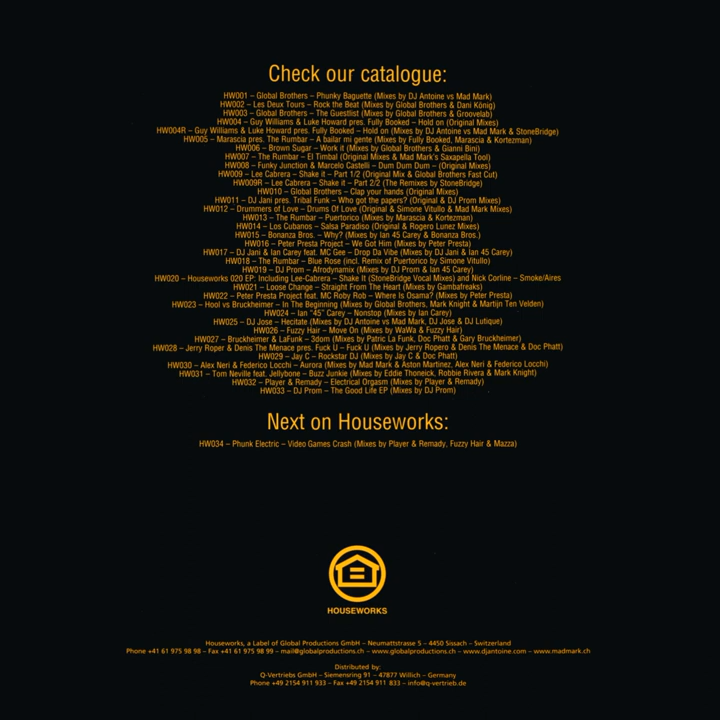 Check our catalogue:
HW001 – Global Brothers – Phunky Baguette (Mixes by DJ Antoine vs Mad Mark)
HW002 – Les Deux Tours – Rock the Beat (Mixes by Global Brothers & Dani König)
HW003 – Global Brothers – The Guestlist (Mixes by Global Brothers & Groovelab)
HW004 – Guy Williams & Luke Howard pres. Fully Booked – Hold on (Original Mixes)
HW004R – Guy Williams & Luke Howard pres. Fully Booked – Hold on (Mixes by DJ Antoine vs Mad Mark & StoneBridge)
HW005 – Marascia pres. The Rumbar – A bailar mi gente (Mixes by Fully Booked, Marascia & Kortezman)
HW006 – Brown Sugar – Work it (Mixes by Global Brothers & Gianni Bini)
HW007 – The Rumbar – El Timbal (Original Mixes & Mad Mark's Saxapella Tool)
HW008 – Funky Junction & Marcelo Castelli – Dum Dum Dum – (Original Mixes)
HW009 – Lee Cabrera – Shake it – Part 1/2 (Original Mix & Global Brothers Fast Cut)
HW009R – Lee Cabrera – Shake it – Part 2/2 (The Remixes by StoneBridge)
HW010 – Global Brothers – Clap your hands (Original Mixes)
HW011 – DJ Jani pres. Tribal Funk – Who got the papers? (Original & DJ Prom Mixes)
HW012 – Drummers of Love – Drums Of Love (Original & Simone Vitullo & Mad Mark Mixes)
HW013 – The Rumbar – Puertorico (Mixes by Marascia & Kortezman)
HW014 – Los Cubanos – Salsa Paradiso (Original & Rogero Lunez Mixes)
HW015 – Bonanza Bros. – Why? (Mixes by Ian 45 Carey & Bonanza Bros.)
HW016 – Peter Presta Project – We Got Him (Mixes by Peter Presta)
HW017 – DJ Jani & Ian Carey feat. MC Gee – Drop Da Vibe (Mixes by DJ Jani & Ian 45 Carey)
HW018 – The Rumbar – Blue Rose (incl. Remix of Puertorico by Simone Vitullo)
HW019 – DJ Prom – Afrodynamix (Mixes by DJ Prom & Ian 45 Carey)
HW020 – Houseworks 020 EP: Including Lee-Cabrera – Shake It (StoneBridge Vocal Mixes) and Nick Corline – Smoke/Aires
HW021 – Loose Change – Straight From The Heart (Mixes by Gambafreaks)
HW022 – Peter Presta Project feat. MC Roby Rob – Where Is Osama? (Mixes by Peter Presta)
HW023 – Hool vs Bruckheimer – In The Beginning (Mixes by Global Brothers, Mark Knight & Martijn Ten Velden)
HW024 – Ian "45" Carey – Nonstop (Mixes by Ian Carey)
HW025 – DJ Jose – Hecitate (Mixes by DJ Antoine vs Mad Mark, DJ Jose & DJ Lutique)
HW026 – Fuzzy Hair – Move On (Mixes by WaWa & Fuzzy Hair)
HW027 – Bruckheimer & LaFunk – 3dom (Mixes by Patric La Funk, Doc Phatt & Gary Bruckheimer)
HW028 – Jerry Roper & Denis The Menace pres. Fuck U – Fuck U (Mixes by Jerry Ropero & Denis The Menace & Doc Phatt)
HW029 – Jay C – Rockstar DJ (Mixes by Jay C & Doc Phatt)
HW030 – Alex Neri & Federico Locchi – Aurora (Mixes by Mad Mark & Aston Martinez, Alex Neri & Federico Locchi)
HW031 – Tom Neville feat. Jellybone – Buzz Junkie (Mixes by Eddie Thoneick, Robbie Rivera & Mark Knight)
HW032 – Player & Remady – Electrical Orgasm (Mixes by Player & Remady)
HW033 – DJ Prom – The Good Life EP (Mixes by DJ Prom)
Next on Houseworks:
HW034 – Phunk Electric – Video Games Crash (Mixes by Player & Remady, Fuzzy Hair & Mazza)
HOUSEWORKS
Houseworks, a Label of Global Productions GmbH – Neumattstrasse 5 – 4450 Sissach – Switzerland
Phone +41 61 975 98 98 – Fax +41 61 975 98 99 – mail@globalproductions.ch – www.globalproductions.ch – www.djantoine.com – www.madmark.ch
Distributed by:
Q-Vertriebs GmbH – Siemensring 91 – 47877 Willich – Germany
Phone +49 2154 911 933 – Fax +49 2154 911 833 – info@q-vertrieb.de